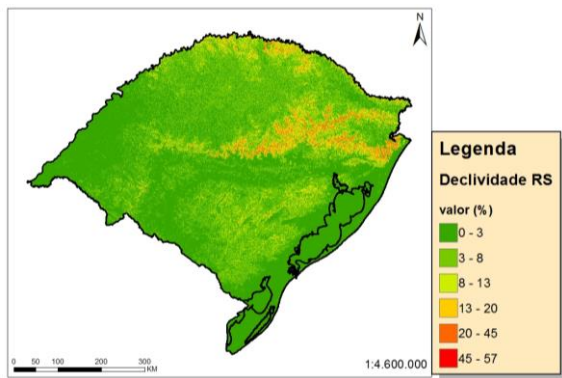 N
Legenda
Declividade RS
valor (%)
0 - 3
3 - 8
8 - 13
13 - 20
20 - 45
45 - 57
0 50 100 200 300
KM
1:4.600.000